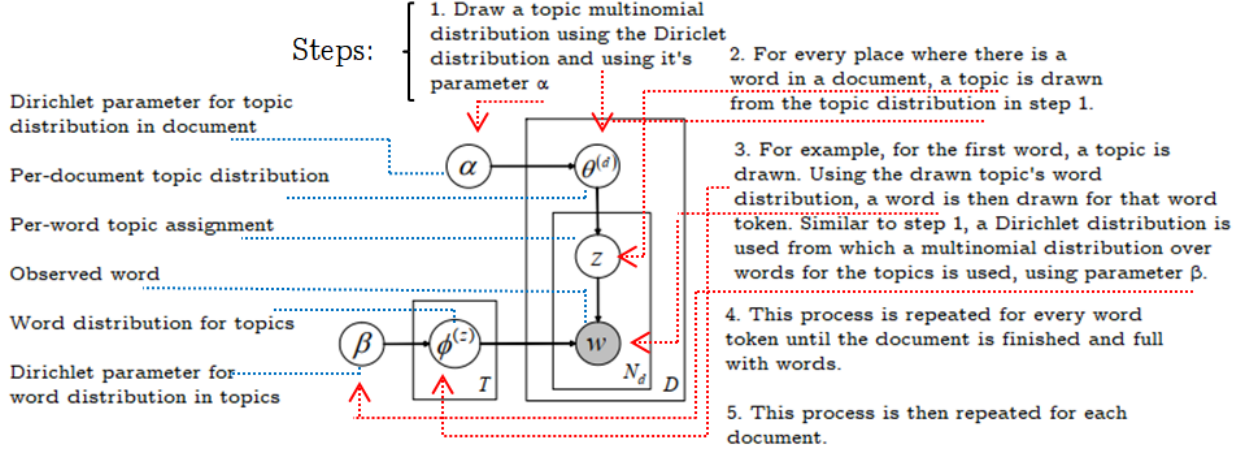 Steps:
1. Draw a topic multinomial
distribution using the Diriclet
distribution and using it's
parameter α
2. For every place where there is a
word in a document, a topic is drawn
from the topic distribution in step 1.
Dirichlet parameter for topic
distribution in document
Per-document topic distribution
Per-word topic assignment
Observed word
Word distribution for topics
Dirichlet parameter for
word distribution in topics
α
θ(d)
z
β
ϕ(z)
w
T
N_d
D
3. For example, for the first word, a topic is
drawn. Using the drawn topic's word
distribution, a word is then drawn for that word
token. Similar to step 1, a Dirichlet distribution is
used from which a multinomial distribution over
words for the topics is used, using parameter β.
4. This process is repeated for every word
token until the document is finished and full
with words.
5. This process is then repeated for each
document.